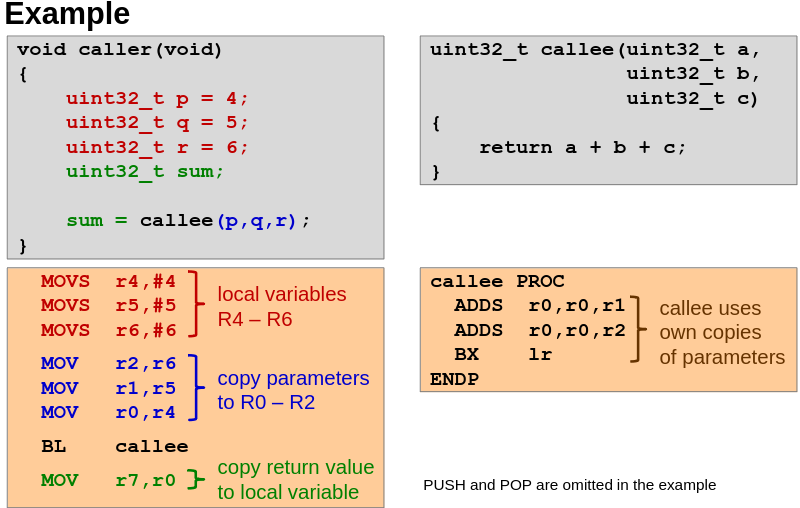 Example
void caller(void)
{
    uint32_t p = 4;
    uint32_t q = 5;
    uint32_t r = 6;
    uint32_t sum;
    sum = callee(p,q,r);
}
uint32_t callee(uint32_t a,
                uint32_t b,
                uint32_t c)
{
    return a + b + c;
}
MOVS  r4,#4
MOVS  r5,#5
MOVS  r6,#6
local variables
R4 – R6
MOV   r2,r6
MOV   r1,r5
MOV   r0,r4
copy parameters
to R0 – R2
BL    callee
MOV   r7,r0
copy return value
to local variable
callee PROC
  ADDS  r0,r0,r1
  ADDS  r0,r0,r2
  BX    lr
ENDP
callee uses
own copies
of parameters
PUSH and POP are omitted in the example